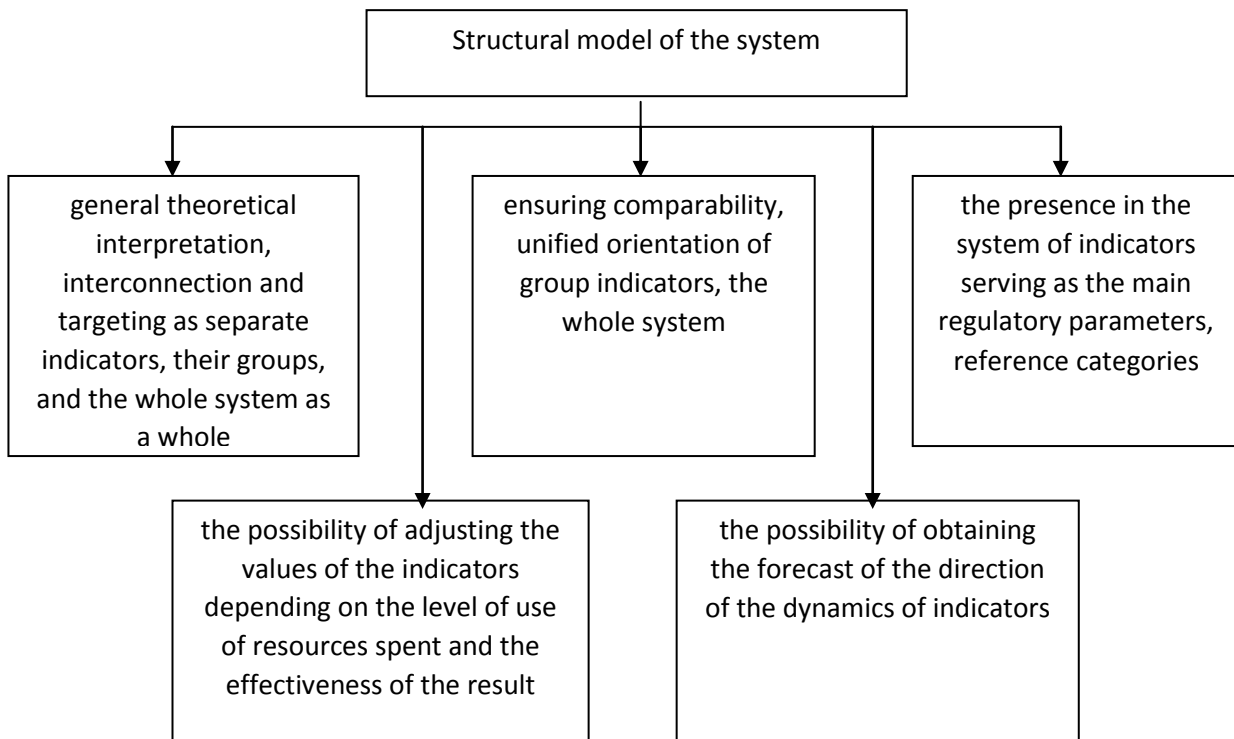 Structural model of the system
general theoretical
interpretation,
interconnection and
targeting as separate
indicators, their groups,
and the whole system as
a whole
ensuring comparability,
unified orientation of
group indicators, the
whole system
the presence in the
system of indicators
serving as the main
regulatory parameters,
reference categories
the possibility of adjusting the
values of the indicators
depending on the level of use
of resources spent and the
effectiveness of the result
the possibility of obtaining
the forecast of the direction
of the dynamics of indicators